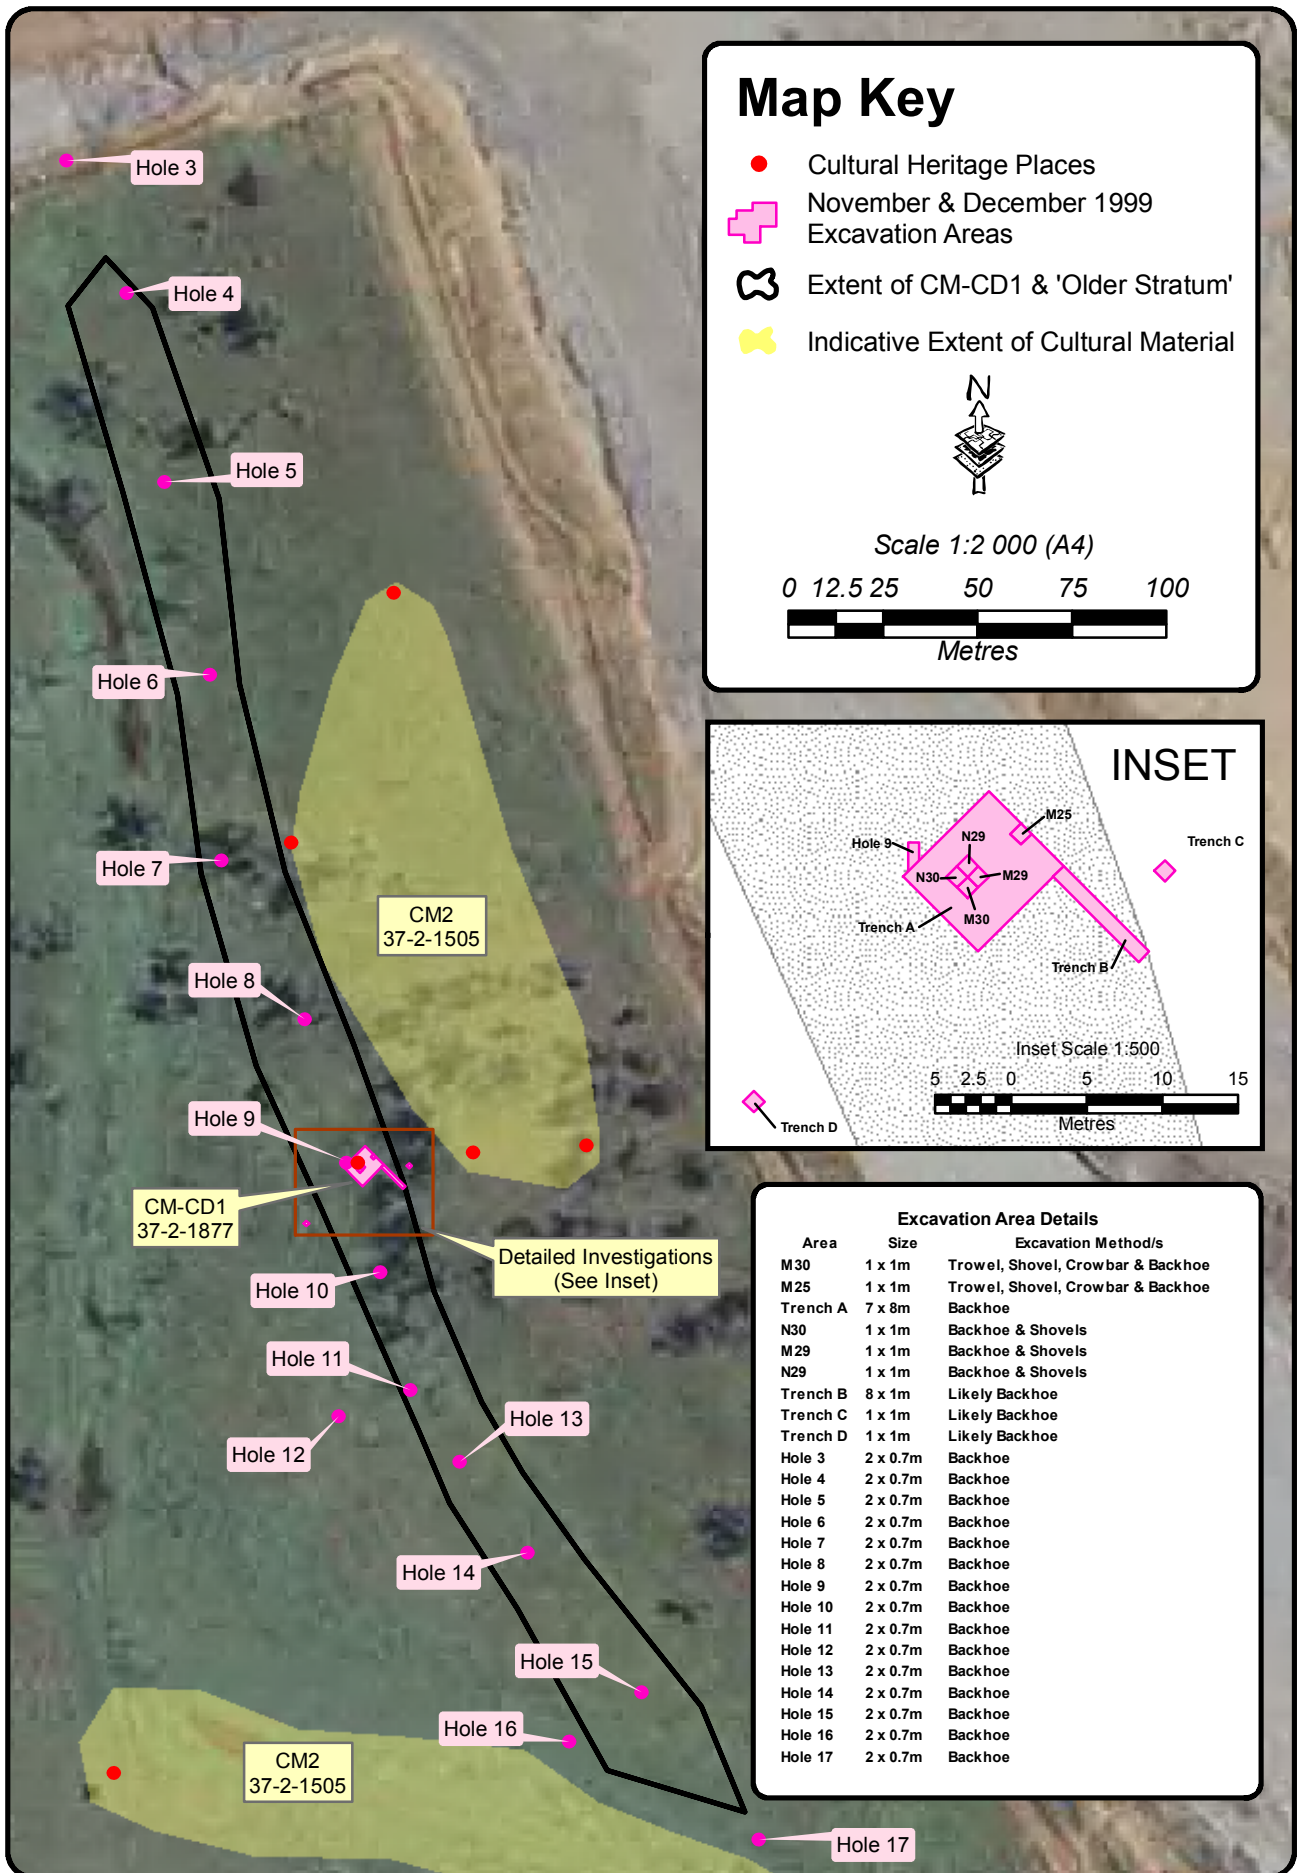 Map Key
Cultural Heritage Places
November & December 1999
Excavation Areas
Extent of CM-CD1 & 'Older Stratum'
Indicative Extent of Cultural Material
N
Scale 1:2 000 (A4)
0 12.5 25 50 75 100
Metres
Hole 3
Hole 4
Hole 5
Hole 6
Hole 7
CM2
37-2-1505
Hole 8
Hole 9
CM-CD1
37-2-1877
Detailed Investigations
(See Inset)
Hole 10
Hole 11
Hole 12
Hole 13
Hole 14
Hole 15
Hole 16
CM2
37-2-1505
Hole 17
INSET
M25
Hole 9
N29
Trench C
N30
M29
M30
Trench A
Trench B
Inset Scale 1:500
5 2.5 0 5 10 15
Metres
Trench D
Excavation Area Details
Area Size Excavation Method/s
M30 1 x 1m Trowel, Shovel, Crowbar & Backhoe
M25 1 x 1m Trowel, Shovel, Crowbar & Backhoe
Trench A 7 x 8m Backhoe
N30 1 x 1m Backhoe & Shovels
M29 1 x 1m Backhoe & Shovels
N29 1 x 1m Backhoe & Shovels
Trench B 8 x 1m Likely Backhoe
Trench C 1 x 1m Likely Backhoe
Trench D 1 x 1m Likely Backhoe
Hole 3 2 x 0.7m Backhoe
Hole 4 2 x 0.7m Backhoe
Hole 5 2 x 0.7m Backhoe
Hole 6 2 x 0.7m Backhoe
Hole 7 2 x 0.7m Backhoe
Hole 8 2 x 0.7m Backhoe
Hole 9 2 x 0.7m Backhoe
Hole 10 2 x 0.7m Backhoe
Hole 11 2 x 0.7m Backhoe
Hole 12 2 x 0.7m Backhoe
Hole 13 2 x 0.7m Backhoe
Hole 14 2 x 0.7m Backhoe
Hole 15 2 x 0.7m Backhoe
Hole 16 2 x 0.7m Backhoe
Hole 17 2 x 0.7m Backhoe